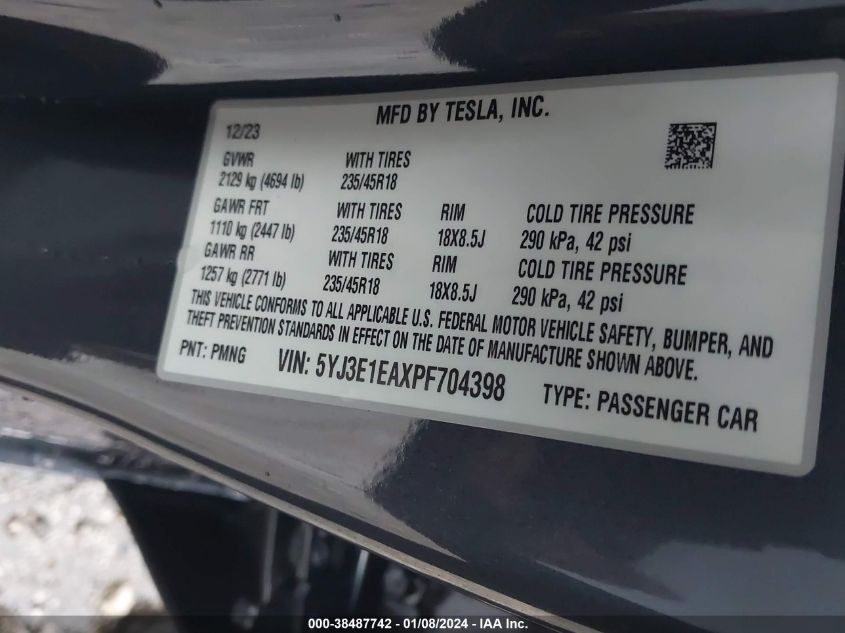 MFD BY TESLA, INC.
12/23
GVWR WITH TIRES
2129 kg (4694 lb) 235/45R18
GAWR FRT WITH TIRES RIM COLD TIRE PRESSURE
1110 kg (2447 lb) 235/45R18 18X8.5J 290 kPa, 42 psi
GAWR RR WITH TIRES RIM COLD TIRE PRESSURE
1257 kg (2771 lb) 235/45R18 18X8.5J 290 kPa, 42 psi
THIS VEHICLE CONFORMS TO ALL APPLICABLE U.S. FEDERAL MOTOR VEHICLE SAFETY, BUMPER, AND
THEFT PREVENTION STANDARDS IN EFFECT ON THE DATE OF MANUFACTURE SHOWN ABOVE.
PNT: PMNG VIN: 5YJ3E1EAXPF704398 TYPE: PASSENGER CAR
000-38487742 - 01/08/2024 - IAA Inc.